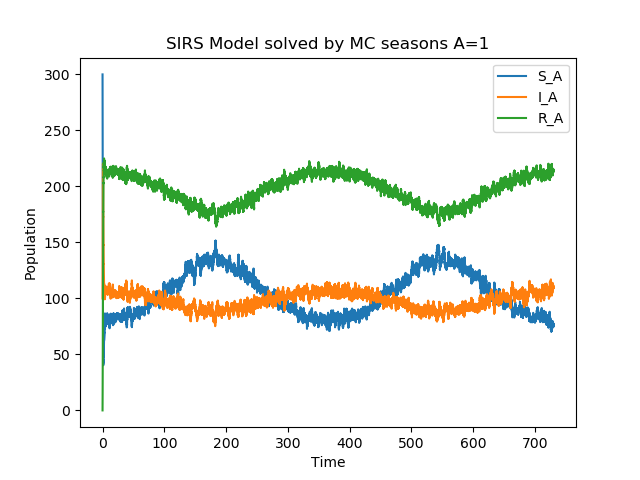 SIRS Model solved by MC seasons A=1
S_A
I_A
R_A
300
250
200
150
100
50
0
Population
0 100 200 300 400 500 600 700
Time